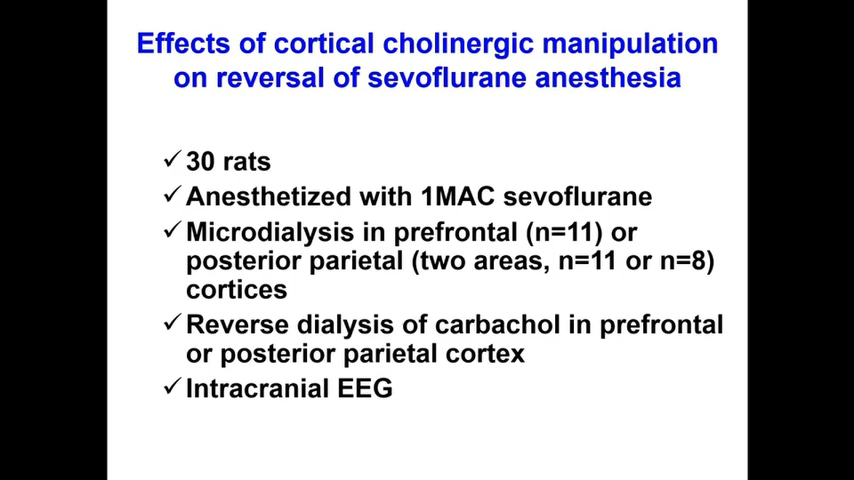 Effects of cortical cholinergic manipulation
on reversal of sevoflurane anesthesia
✓30 rats
✓Anesthetized with 1MAC sevoflurane
✓Microdialysis in prefrontal (n=11) or
posterior parietal (two areas, n=11 or n=8)
cortices
✓Reverse dialysis of carbachol in prefrontal
or posterior parietal cortex
✓Intracranial EEG